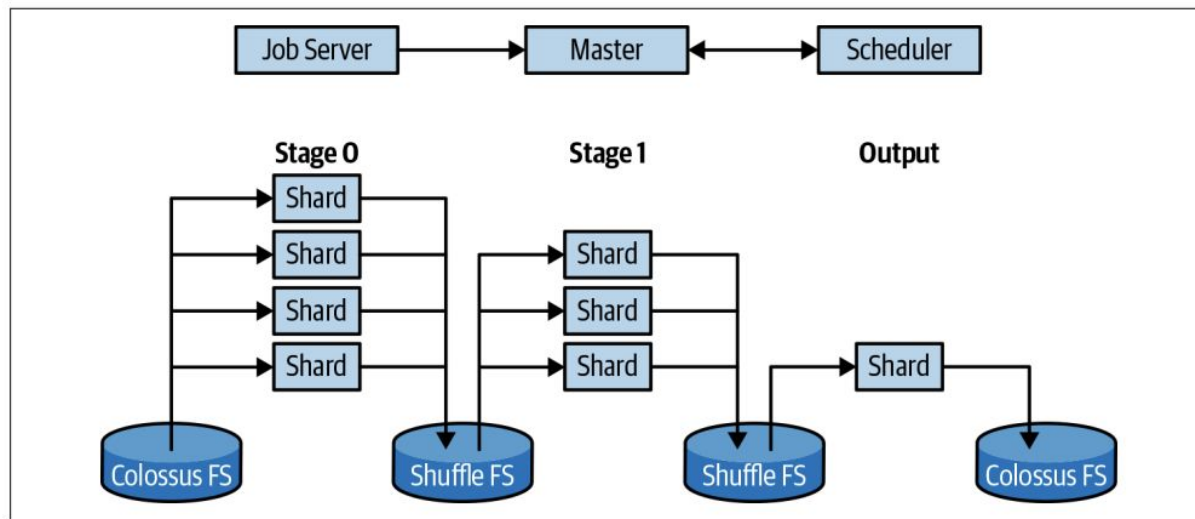 Job Server
Master
Scheduler
Stage 0
Stage 1
Output
Shard
Shard
Shard
Shard
Shard
Shard
Shard
Shard
Colossus FS
Shuffle FS
Shuffle FS
Colossus FS